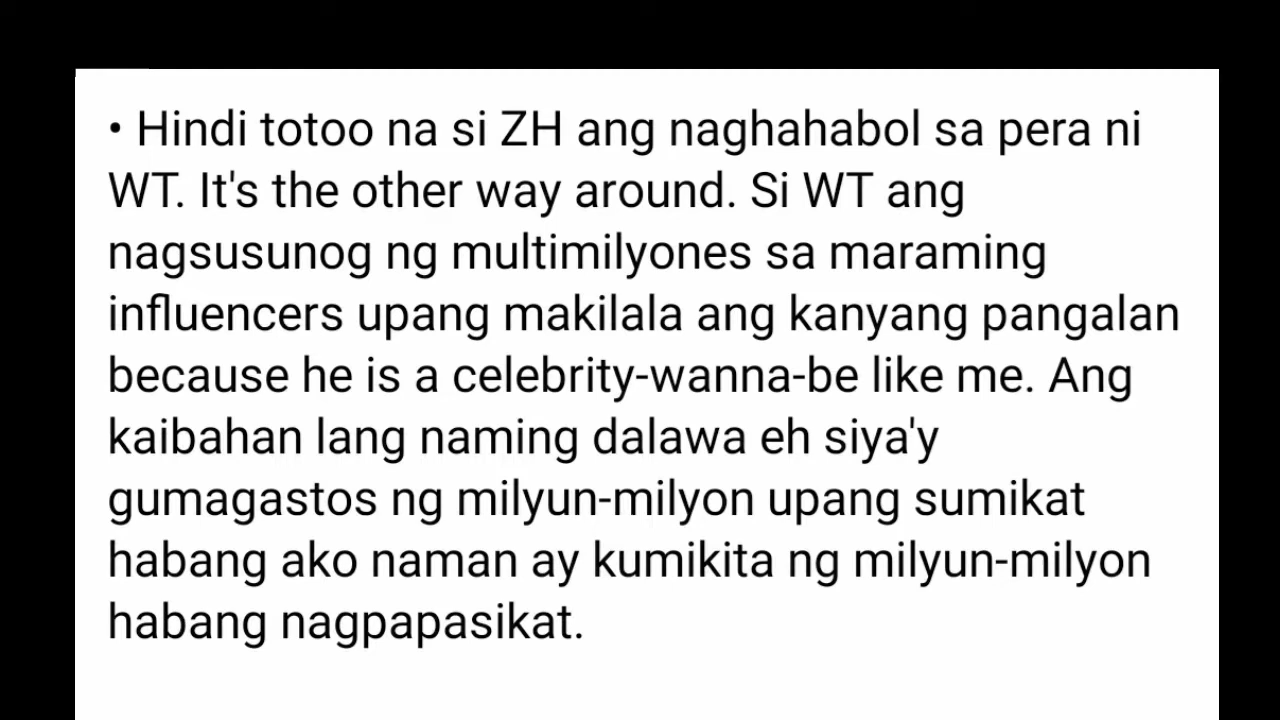 • Hindi totoo na si ZH ang naghahabol sa pera ni
WT. It's the other way around. Si WT ang
nagsusunog ng multimilyones sa maraming
influencers upang makilala ang kanyang pangalan
because he is a celebrity-wanna-be like me. Ang
kaibahan lang naming dalawa eh siya'y
gumagastos ng milyun-milyon upang sumikat
habang ako naman ay kumikita ng milyun-milyon
habang nagpapasikat.